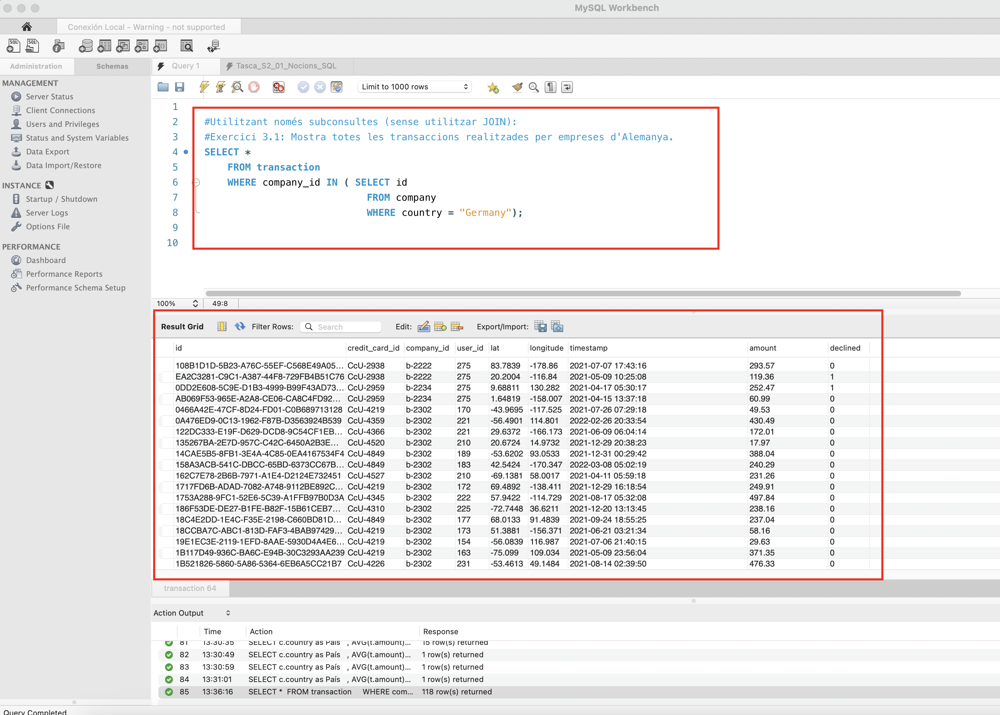 MySQL Workbench
Conexión Local - Warning - not supported
Administration
Schemas
Query 1
Tasca_S2_01_Nocions_SQL
MANAGEMENT
Server Status
Client Connections
Users and Privileges
Status and System Variables
Data Export
Data Import/Restore
INSTANCE
Startup / Shutdown
Server Logs
Options File
PERFORMANCE
Dashboard
Performance Reports
Performance Schema Setup
Limit to 1000 rows
1
2 #Utilitzant només subconsultes (sense utilitzar JOIN):
3 #Exercici 3.1: Mostra totes les transaccions realitzades per empreses d'Alemanya.
4 SELECT *
5 FROM transaction
6 WHERE company_id IN ( SELECT id
7 FROM company
8 WHERE country = "Germany");
9
10
100% 49:8
Result Grid Filter Rows: Search Edit: Export/Import:
id credit_card_id company_id user_id lat longitude timestamp amount declined
108B1D1D-5B23-A76C-55EF-C568E49A05... CcU-2938 b-2222 275 83.7839 -178.86 2021-07-07 17:43:16 293.57 0
EA2C3281-C9C1-A387-44F8-729FB4B51C76 CcU-2938 b-2222 275 20.2004 -116.84 2021-05-09 10:25:08 119.36 1
0DD2E608-5C9E-D1B3-4999-B99F43AD73... CcU-2959 b-2234 275 9.68811 130.282 2021-04-17 05:30:17 252.47 1
AB069F53-965E-A2A8-CE06-CA8C4FD92... CcU-2959 b-2234 275 1.64819 -158.007 2021-04-15 13:37:18 60.99 0
0466A42E-47CF-8D24-FD01-C0B689713128 CcU-4219 b-2302 170 -43.9695 -117.525 2021-07-26 07:29:18 49.53 0
0A476ED9-0C13-1962-F87B-D3563924B539 CcU-4359 b-2302 221 -56.4901 114.801 2022-02-26 20:33:54 430.49 0
122DC333-E19F-D629-DCD8-9C54CF1EB... CcU-4366 b-2302 221 29.6372 -166.173 2021-06-09 06:04:14 172.01 0
135267BA-2E7D-957C-C42C-6450A2B3E... CcU-4520 b-2302 210 20.6724 14.9732 2021-12-29 20:38:23 17.97 0
14CAE5B5-8FB1-3E4A-4C85-0EA4167534F4 CcU-4849 b-2302 189 -53.6202 93.0533 2021-12-31 00:29:42 388.04 0
158A3ACB-541C-DBCC-65BD-6373CC67B... CcU-4849 b-2302 183 42.5424 -170.347 2022-03-08 05:02:19 240.29 0
162C7E78-2B6B-7971-A1E4-D2124E732451 CcU-4527 b-2302 210 -69.1381 58.0017 2021-04-11 05:59:18 231.26 0
1717FD6B-ADAD-7082-A748-9112BE892C... CcU-4219 b-2302 172 69.4892 -138.411 2021-12-29 16:18:54 249.91 0
1753A288-9FC1-52E6-5C39-A1FFB97B0D3A CcU-4345 b-2302 222 57.9422 -114.729 2021-08-17 05:32:08 497.84 0
186F53DE-DE27-B1FE-B82F-15B61CEB7... CcU-4310 b-2302 225 -72.7448 36.6211 2021-12-20 13:13:45 238.16 0
18C4E2DD-1E4C-F35E-2198-C660BD81D... CcU-4849 b-2302 177 68.0133 91.4839 2021-09-24 18:55:25 237.04 0
18CCBA7C-ABC1-813D-FAF3-4BAB97429... CcU-4219 b-2302 173 51.3881 -156.371 2021-06-21 03:21:34 58.16 0
19E1EC3E-2119-1EFD-8AAE-5930D4A4E6... CcU-4219 b-2302 154 -56.0839 116.987 2021-07-06 21:40:15 29.63 0
1B117D49-936C-BA6C-E94B-30C3293AA239 CcU-4219 b-2302 163 -75.099 109.034 2021-05-09 23:56:04 371.35 0
1B521826-5860-5A86-5364-6EB6A5CC21B7 CcU-4226 b-2302 231 -53.4613 49.1484 2021-08-14 02:39:50 476.33 0
transaction 64
Action Output
Time Action Response
81 13:30:35 SELECT c.country as País , AVG(t.amount)... 15 row(s) returned
82 13:30:49 SELECT c.country as País , AVG(t.amount)... 1 row(s) returned
83 13:30:59 SELECT c.country as País , AVG(t.amount)... 1 row(s) returned
84 13:31:01 SELECT c.country as País , AVG(t.amount)... 1 row(s) returned
85 13:36:16 SELECT * FROM transaction WHERE com... 118 row(s) returned
Query Completed